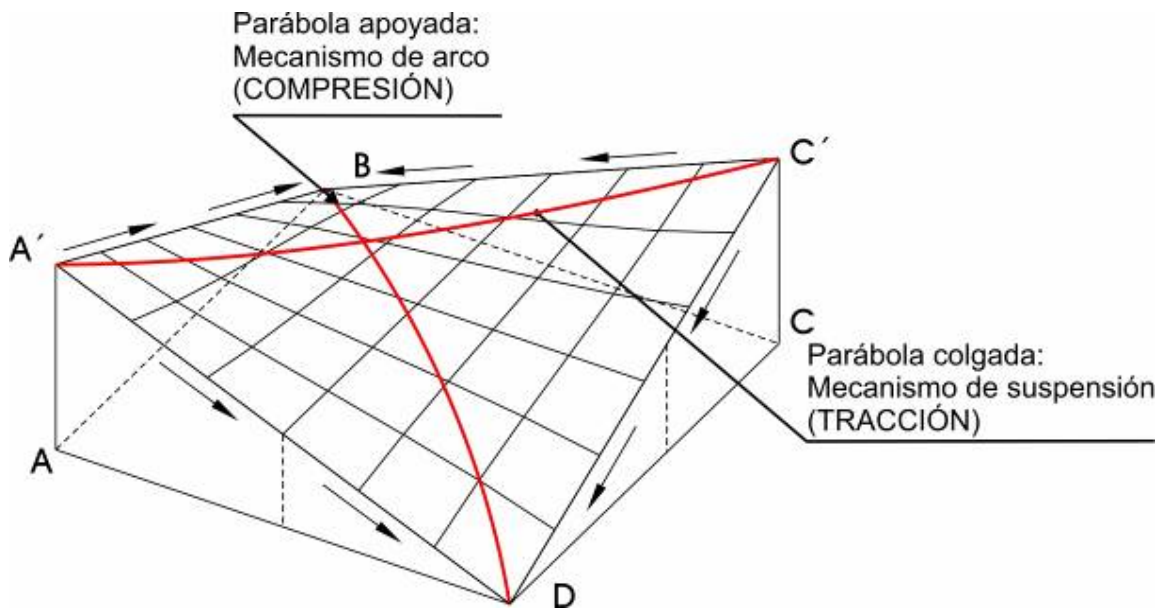 Parábola apoyada:
Mecanismo de arco
(COMPRESIÓN)
B
C´
A´
C
Parábola colgada:
Mecanismo de suspensión
(TRACCIÓN)
A
D